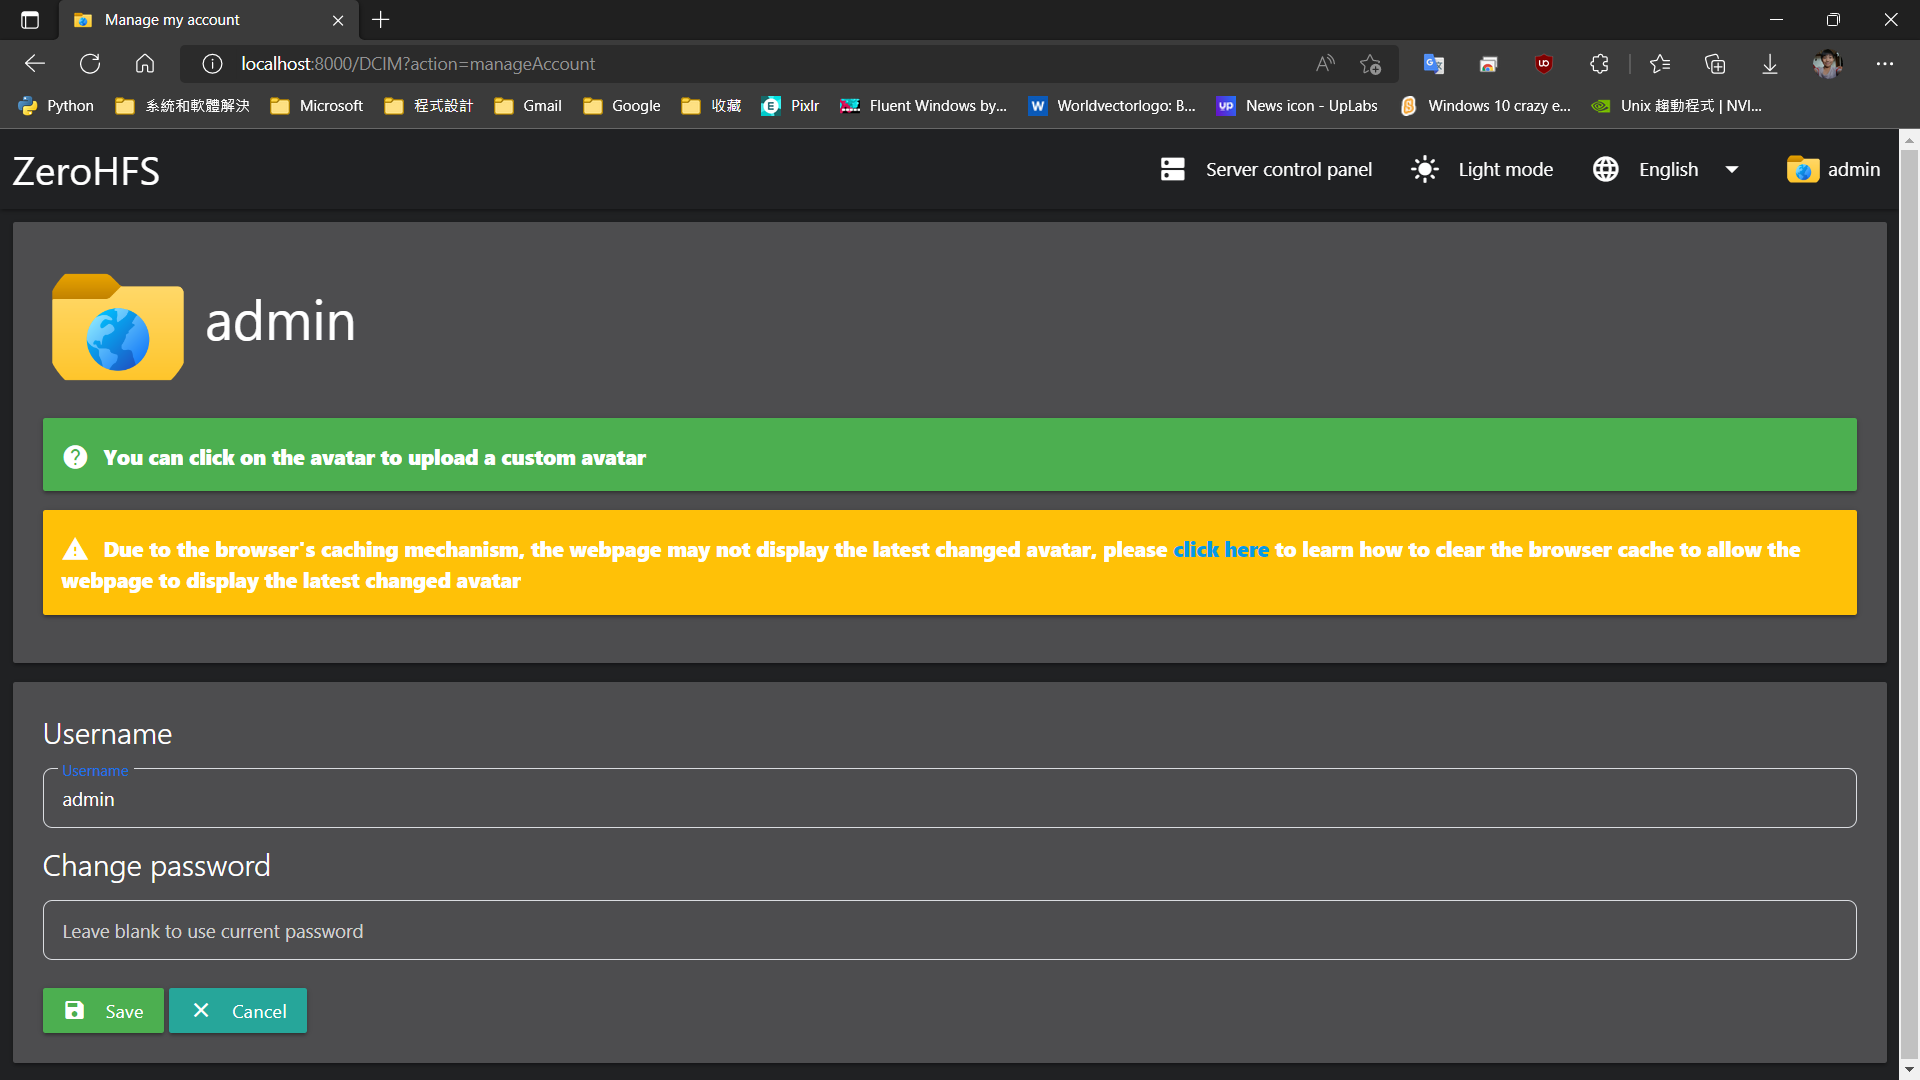 Manage my account
localhost:8000/DCIM?action=manageAccount
Python 系統和軟體解決 Microsoft 程式設計 Gmail Google 收藏 Pixlr Fluent Windows by... Worldvectorlogo: B... News icon - UpLabs Windows 10 crazy e... Unix 趨動程式 | NVI...
ZeroHFS Server control panel Light mode English admin
admin
You can click on the avatar to upload a custom avatar
Due to the browser's caching mechanism, the webpage may not display the latest changed avatar, please click here to learn how to clear the browser cache to allow the
webpage to display the latest changed avatar
Username
Username
admin
Change password
Leave blank to use current password
Save Cancel